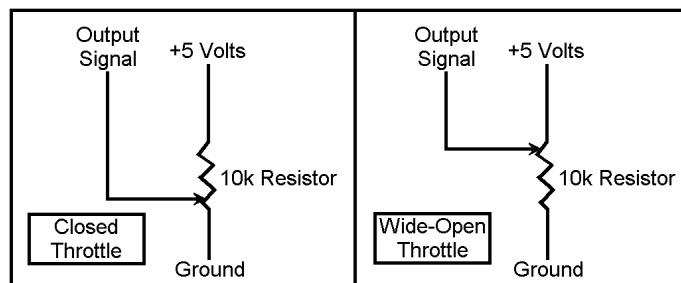 Output
Signal
+5 Volts
10k Resistor
Closed
Throttle
Ground
Output
Signal
+5 Volts
10k Resistor
Wide-Open
Throttle
Ground